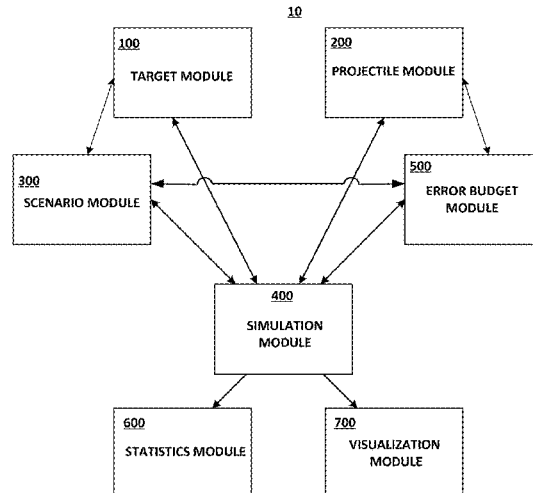 10
100
TARGET MODULE
200
PROJECTILE MODULE
300
SCENARIO MODULE
500
ERROR BUDGET
MODULE
400
SIMULATION
MODULE
600
STATISTICS MODULE
700
VISUALIZATION
MODULE